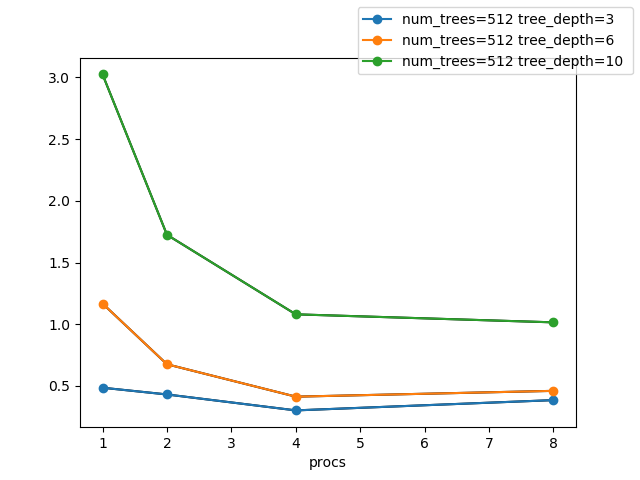 num_trees=512 tree_depth=3
num_trees=512 tree_depth=6
num_trees=512 tree_depth=10
3.0
2.5
2.0
1.5
1.0
0.5
1 2 3 4 5 6 7 8
procs